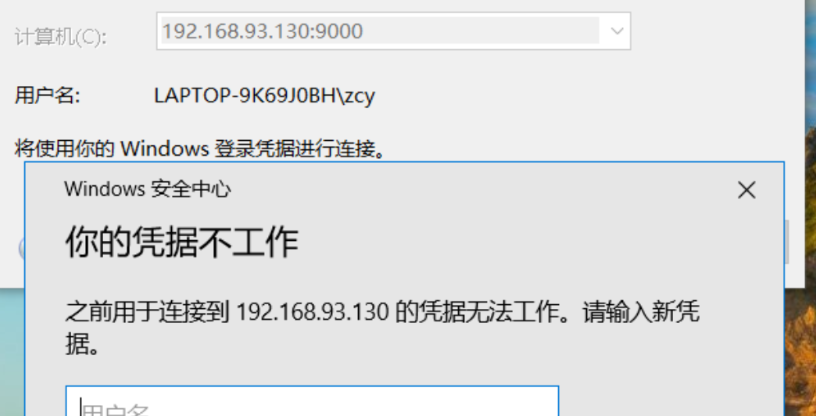 计算机(C):
192.168.93.130:9000
用户名:
LAPTOP-9K69J0BH\zcy
将使用你的 Windows 登录凭据进行连接。
Windows 安全中心
你的凭据不工作
之前用于连接到 192.168.93.130 的凭据无法工作。请输入新凭
据。
用户名